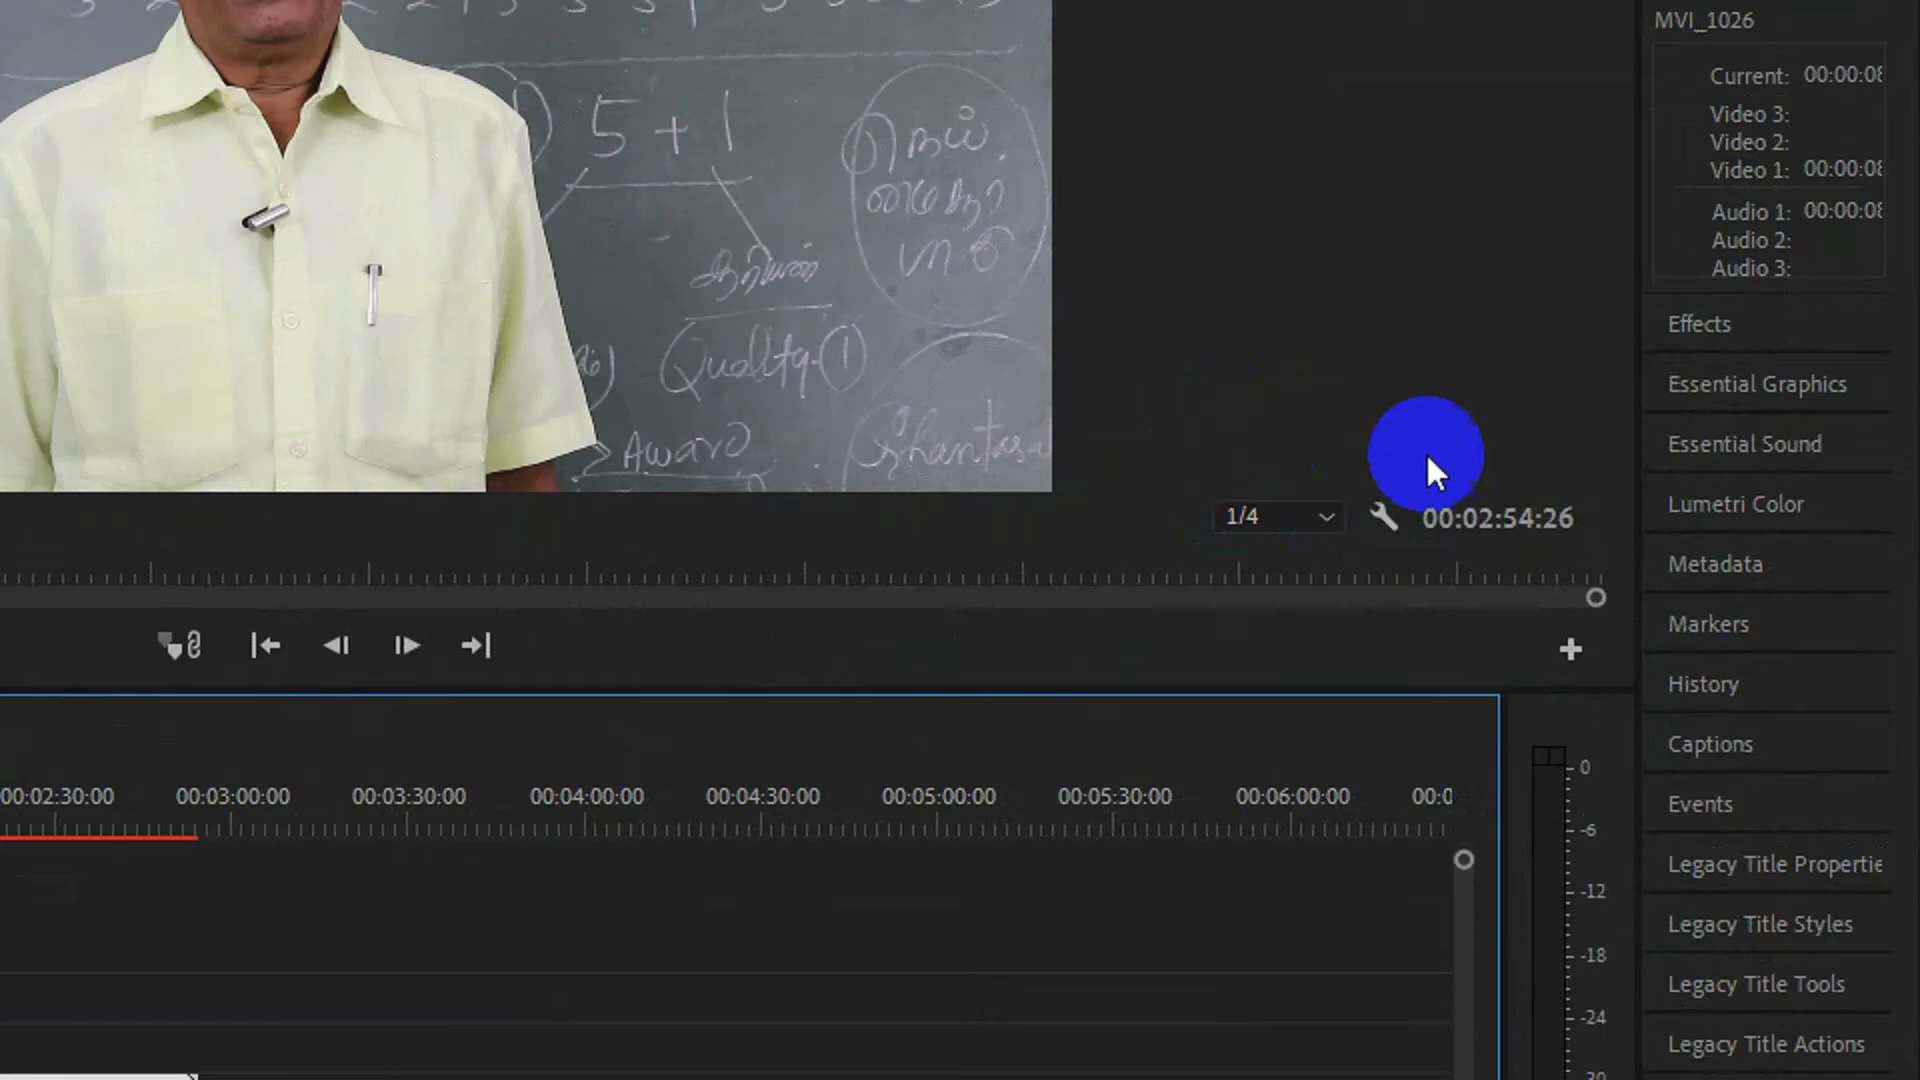 MVI_1026
Current: 00:00:08
Video 3:
Video 2:
Video 1: 00:00:08
Audio 1: 00:00:08
Audio 2:
Audio 3:
5 + 1
Quality-1
Award
1/4
00:02:54:26
Effects
Essential Graphics
Essential Sound
Lumetri Color
Metadata
Markers
History
Captions
Events
Legacy Title Propertie
Legacy Title Styles
Legacy Title Tools
Legacy Title Actions
00:02:30:00 00:03:00:00 00:03:30:00 00:04:00:00 00:04:30:00 00:05:00:00 00:05:30:00 00:06:00:00 00:0
0
-6
-12
-18
-24